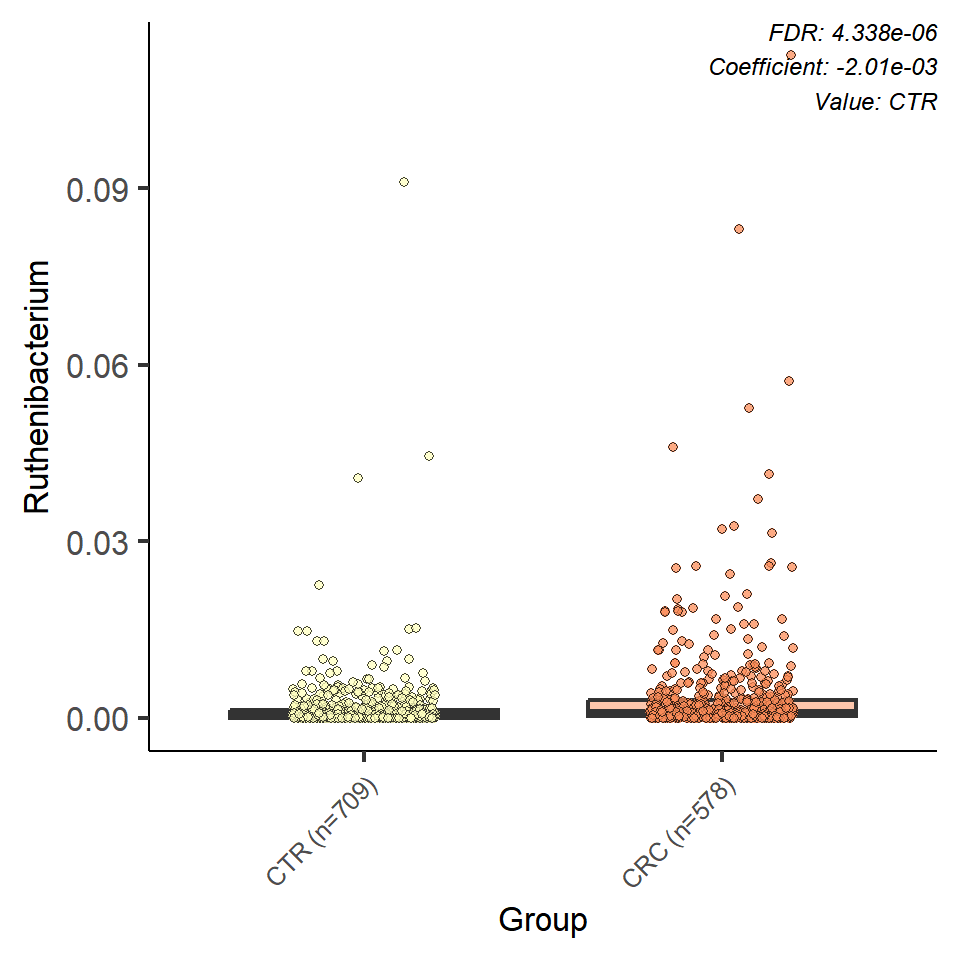 FDR: 4.338e-06
Coefficient: -2.01e-03
Value: CTR
0.09
0.06
0.03
0.00
Ruthenibacterium
CTR (n=709)
CRC (n=578)
Group